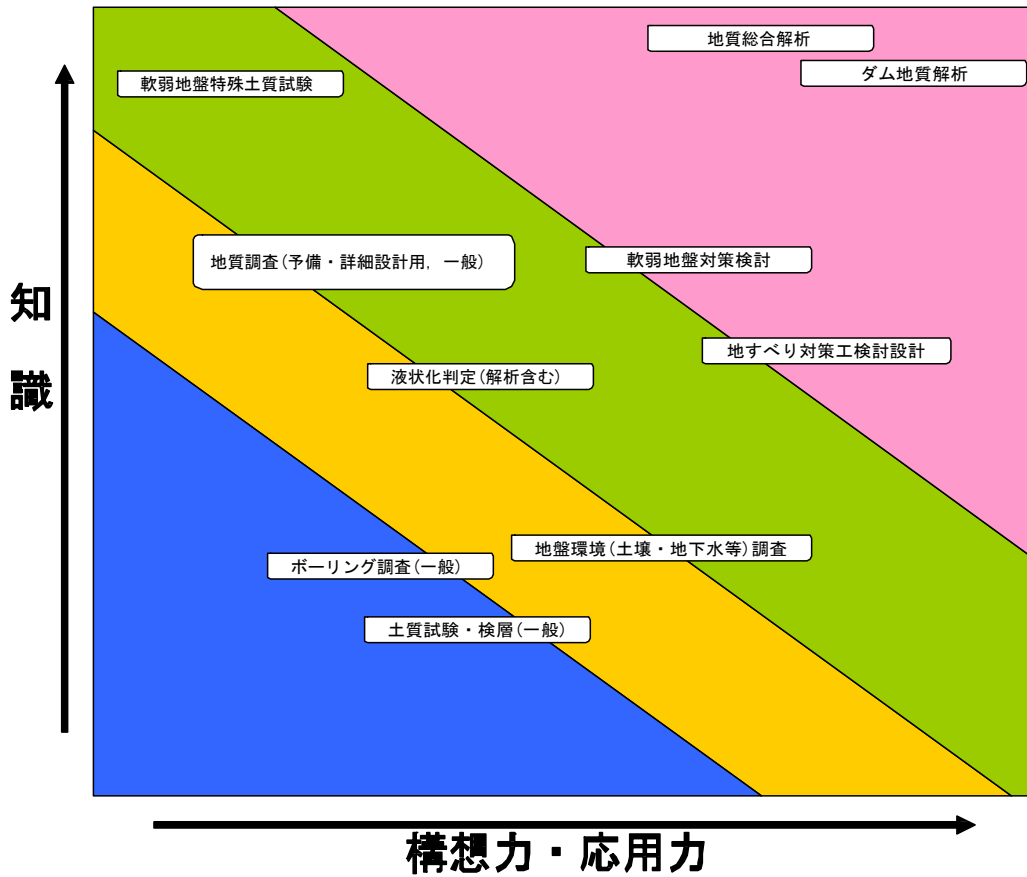 地質総合解析
ダム地質解析
軟弱地盤特殊土質試験
地質調査(予備・詳細設計用，一般)
軟弱地盤対策検討
知識
地すべり対策工検討設計
液状化判定(解析含む)
地盤環境(土壌・地下水等)調査
ボーリング調査(一般)
土質試験・検層(一般)
構想力・応用力